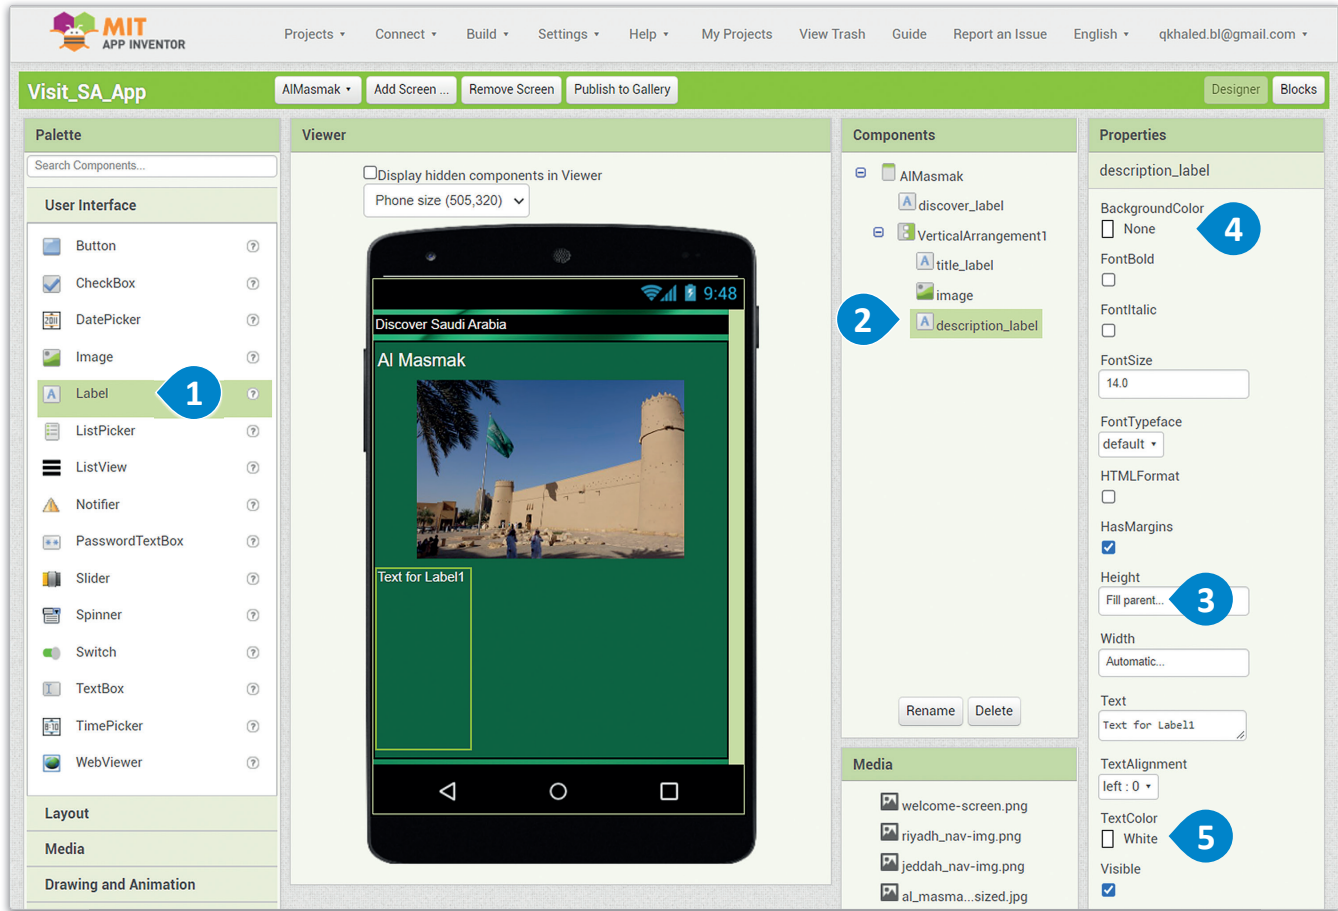 MIT
APP INVENTOR
Projects
Connect
Build
Settings
Help
My Projects
View Trash
Guide
Report an Issue
English
qkhaled.bl@gmail.com
Visit_SA_App
AlMasmak
Add Screen ...
Remove Screen
Publish to Gallery
Designer
Blocks
Palette
Search Components...
User Interface
Button
CheckBox
DatePicker
Image
Label
1
ListPicker
ListView
Notifier
PasswordTextBox
Slider
Spinner
Switch
TextBox
TimePicker
WebViewer
Layout
Media
Drawing and Animation
Viewer
Display hidden components in Viewer
Phone size (505,320)
9:48
Discover Saudi Arabia
Al Masmak
Text for Label1
Components
AlMasmak
discover_label
VerticalArrangement1
title_label
image
2
description_label
Rename
Delete
Media
welcome-screen.png
riyadh_nav-img.png
jeddah_nav-img.png
al_masma...sized.jpg
Properties
description_label
BackgroundColor
None
4
FontBold
FontItalic
FontSize
14.0
FontTypeface
default
HTMLFormat
HasMargins
Height
Fill parent...
3
Width
Automatic...
Text
Text for Label1
TextAlignment
left : 0
TextColor
White
5
Visible